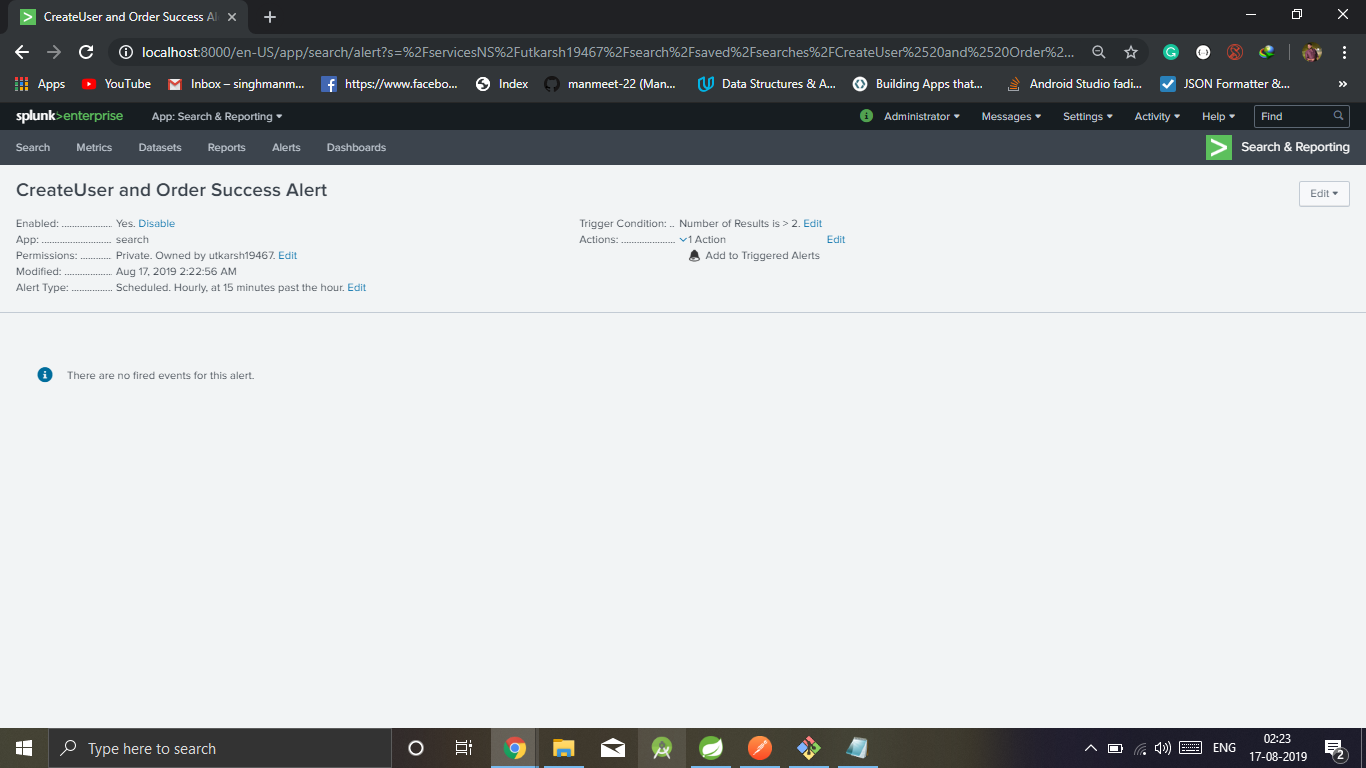 CreateUser and Order Success Al
localhost:8000/en-US/app/search/alert?s=%2FservicesNS%2Futkarsh19467%2Fsearch%2Fsaved%2Fsearches%2FCreateUser%2520and%2520Order%2...
Apps YouTube Inbox – singhmanm... https://www.facebo... Index manmeet-22 (Man... Data Structures & A... Building Apps that... Android Studio fadi... JSON Formatter &... »
splunk>enterprise App: Search & Reporting Administrator Messages Settings Activity Help Find
Search Metrics Datasets Reports Alerts Dashboards Search & Reporting
CreateUser and Order Success Alert
Edit
Enabled: .................. Yes. Disable
App: .......................... search
Permissions: ........... Private. Owned by utkarsh19467. Edit
Modified: ................. Aug 17, 2019 2:22:56 AM
Alert Type: ............... Scheduled. Hourly, at 15 minutes past the hour. Edit
Trigger Condition: .. Number of Results is > 2. Edit
Actions: .................... 1 Action Edit
Add to Triggered Alerts
There are no fired events for this alert.
Type here to search
ENG
02:23
17-08-2019
2